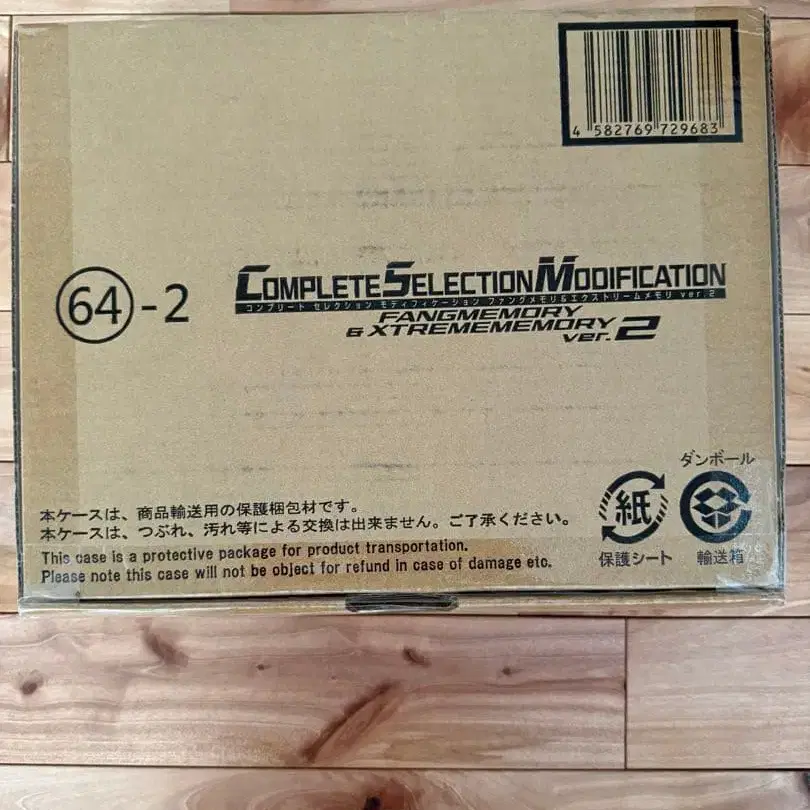 4 582769 729683
64-2
COMPLETE SELECTION MODIFICATION
コンプリート セレクション モディフィケーション ファングメモリ&エクストリームメモリ ver.2
FANGMEMORY
& XTREMEMEMORY
ver.2
ダンボール
紙
保護シート
輸送箱
本ケースは、商品輸送用の保護梱包材です。
本ケースは、つぶれ、汚れ等による交換は出来ません。ご了承ください。
This case is a protective package for product transportation.
Please note this case will not be object for refund in case of damage etc.